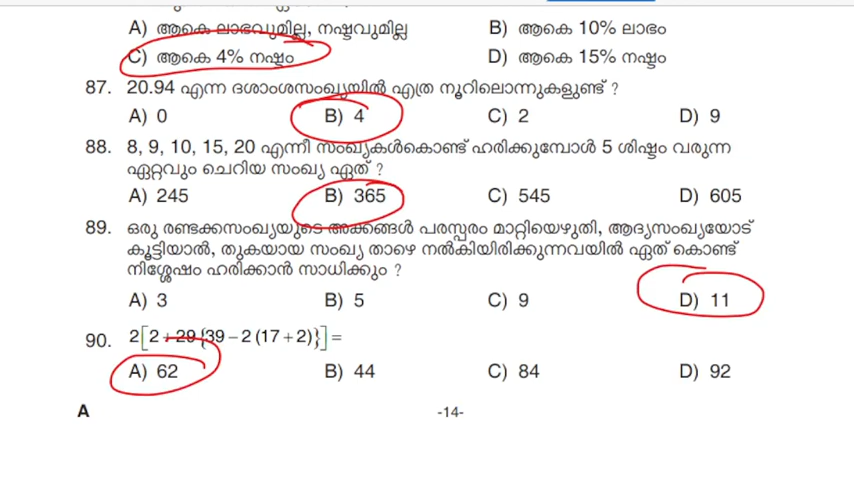 A) ആകെ ലാഭവുമില്ല, നഷ്ടവുമില്ല B) ആകെ 10% ലാഭം
C) ആകെ 4% നഷ്ടം D) ആകെ 15% നഷ്ടം
87. 20.94 എന്ന ദശാംശസംഖ്യയിൽ എത്ര നൂറിലൊന്നുകളുണ്ട് ?
A) 0 B) 4 C) 2 D) 9
88. 8, 9, 10, 15, 20 എന്നീ സംഖ്യകൾകൊണ്ട് ഹരിക്കുമ്പോൾ 5 ശിഷ്ടം വരുന്ന
ഏറ്റവും ചെറിയ സംഖ്യ ഏത് ?
A) 245 B) 365 C) 545 D) 605
89. ഒരു രണ്ടക്കസംഖ്യയുടെ അക്കങ്ങൾ പരസ്പരം മാറ്റിയെഴുതി, ആദ്യസംഖ്യയോട്
കൂട്ടിയാൽ, തുകയായ സംഖ്യ താഴെ നൽകിയിരിക്കുന്നവയിൽ ഏത് കൊണ്ട്
നിശ്ശേഷം ഹരിക്കാൻ സാധിക്കും ?
A) 3 B) 5 C) 9 D) 11
90. 2[2+29{39−2(17+2)}]=
A) 62 B) 44 C) 84 D) 92
A -14-